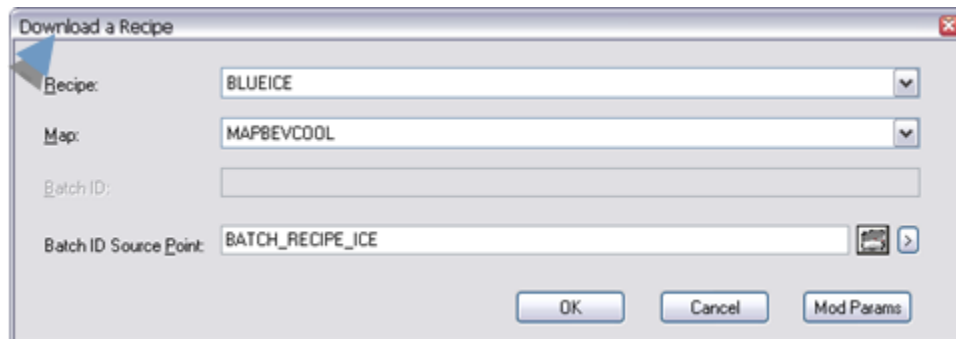 Download a Recipe
Recipe: BLUEICE
Map: MAPBEVCOOL
Batch ID:
Batch ID Source Point: BATCH_RECIPE_ICE >
OK Cancel Mod Params